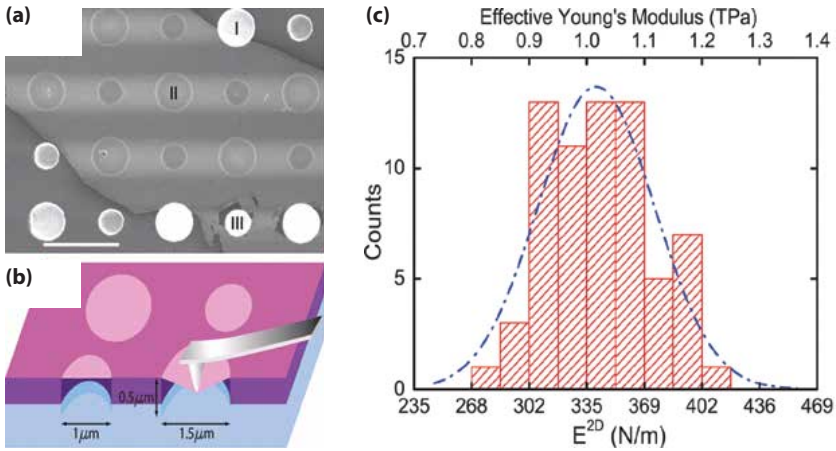 (a)
I
II
III
(b)
0.5µm
1µm
1.5µm
(c)
Effective Young's Modulus (TPa)
0.7 0.8 0.9 1.0 1.1 1.2 1.3 1.4
15
10
5
0
Counts
235 268 302 335 369 402 436 469
E²ᴰ (N/m)